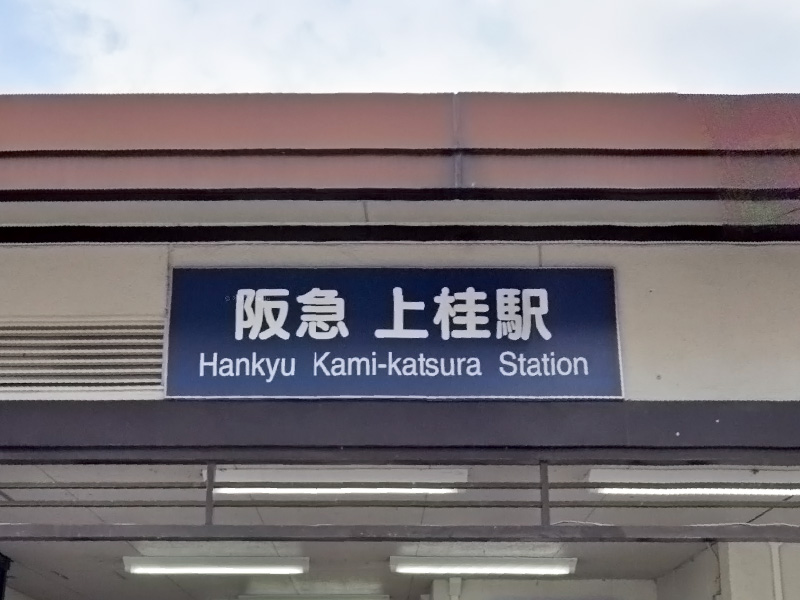 阪急 上桂駅
Hankyu Kami-katsura Station